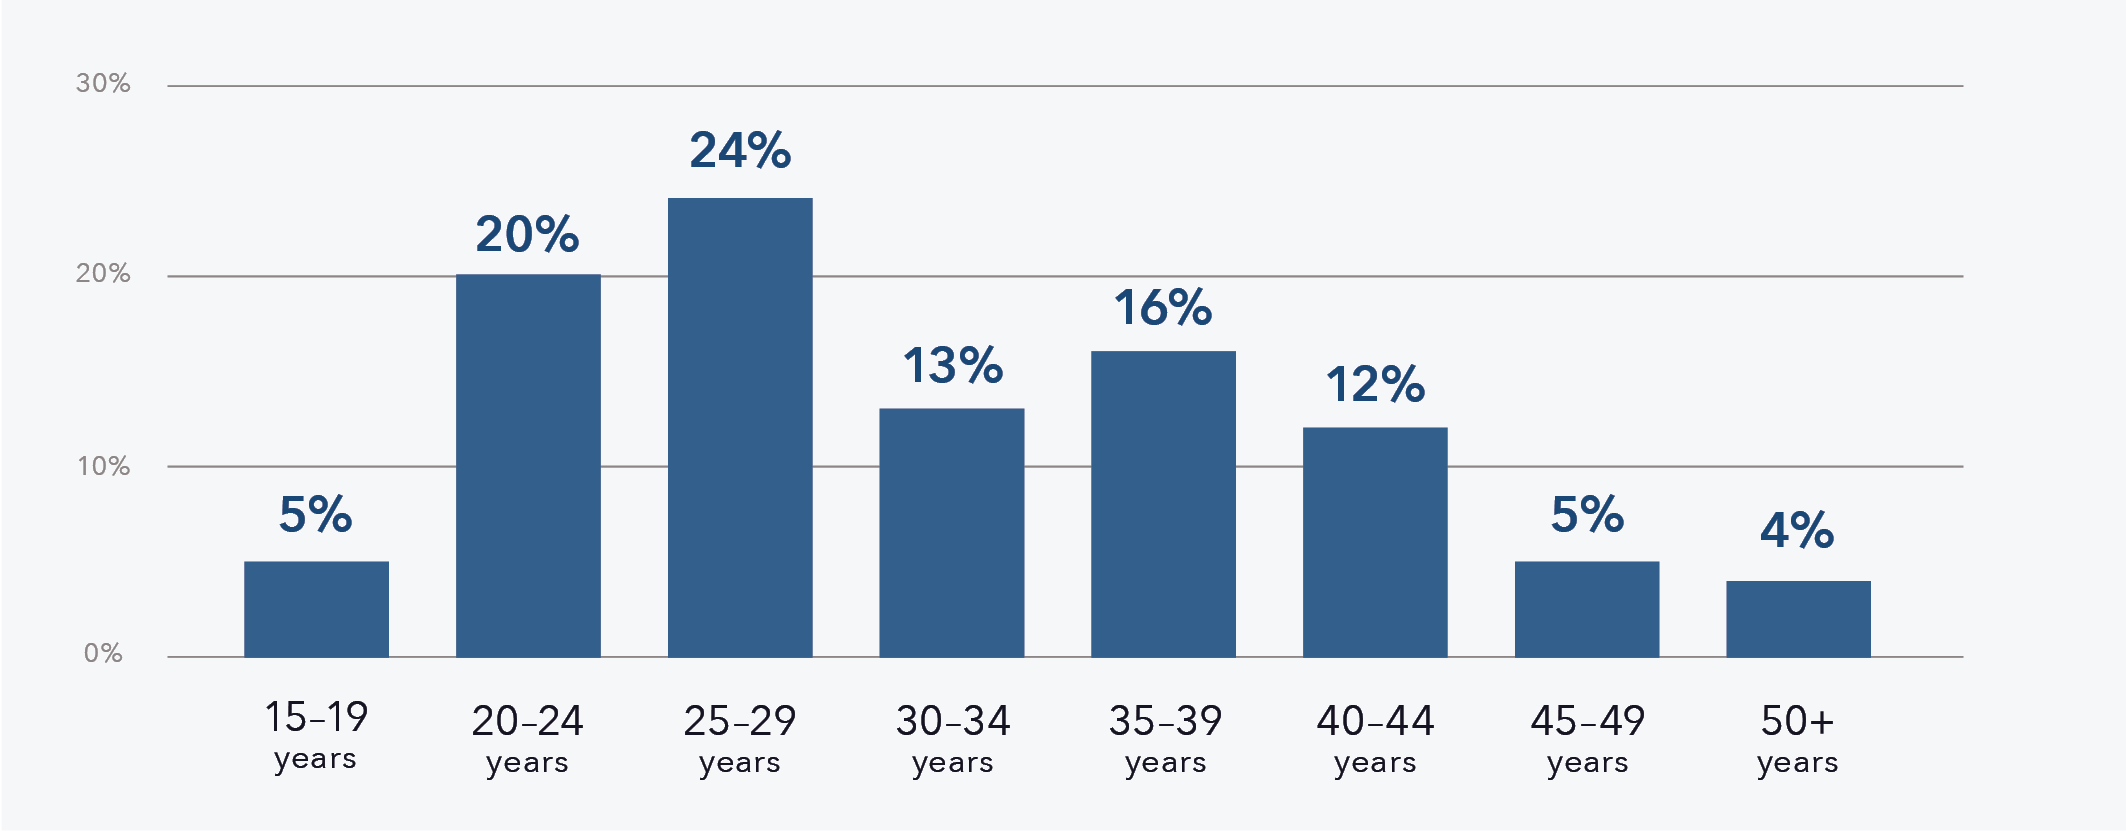 30%
24%
20%
20%
16%
13%
12%
10%
5%
5%
4%
0%
15–19
years
20–24
years
25–29
years
30–34
years
35–39
years
40–44
years
45–49
years
50+
years